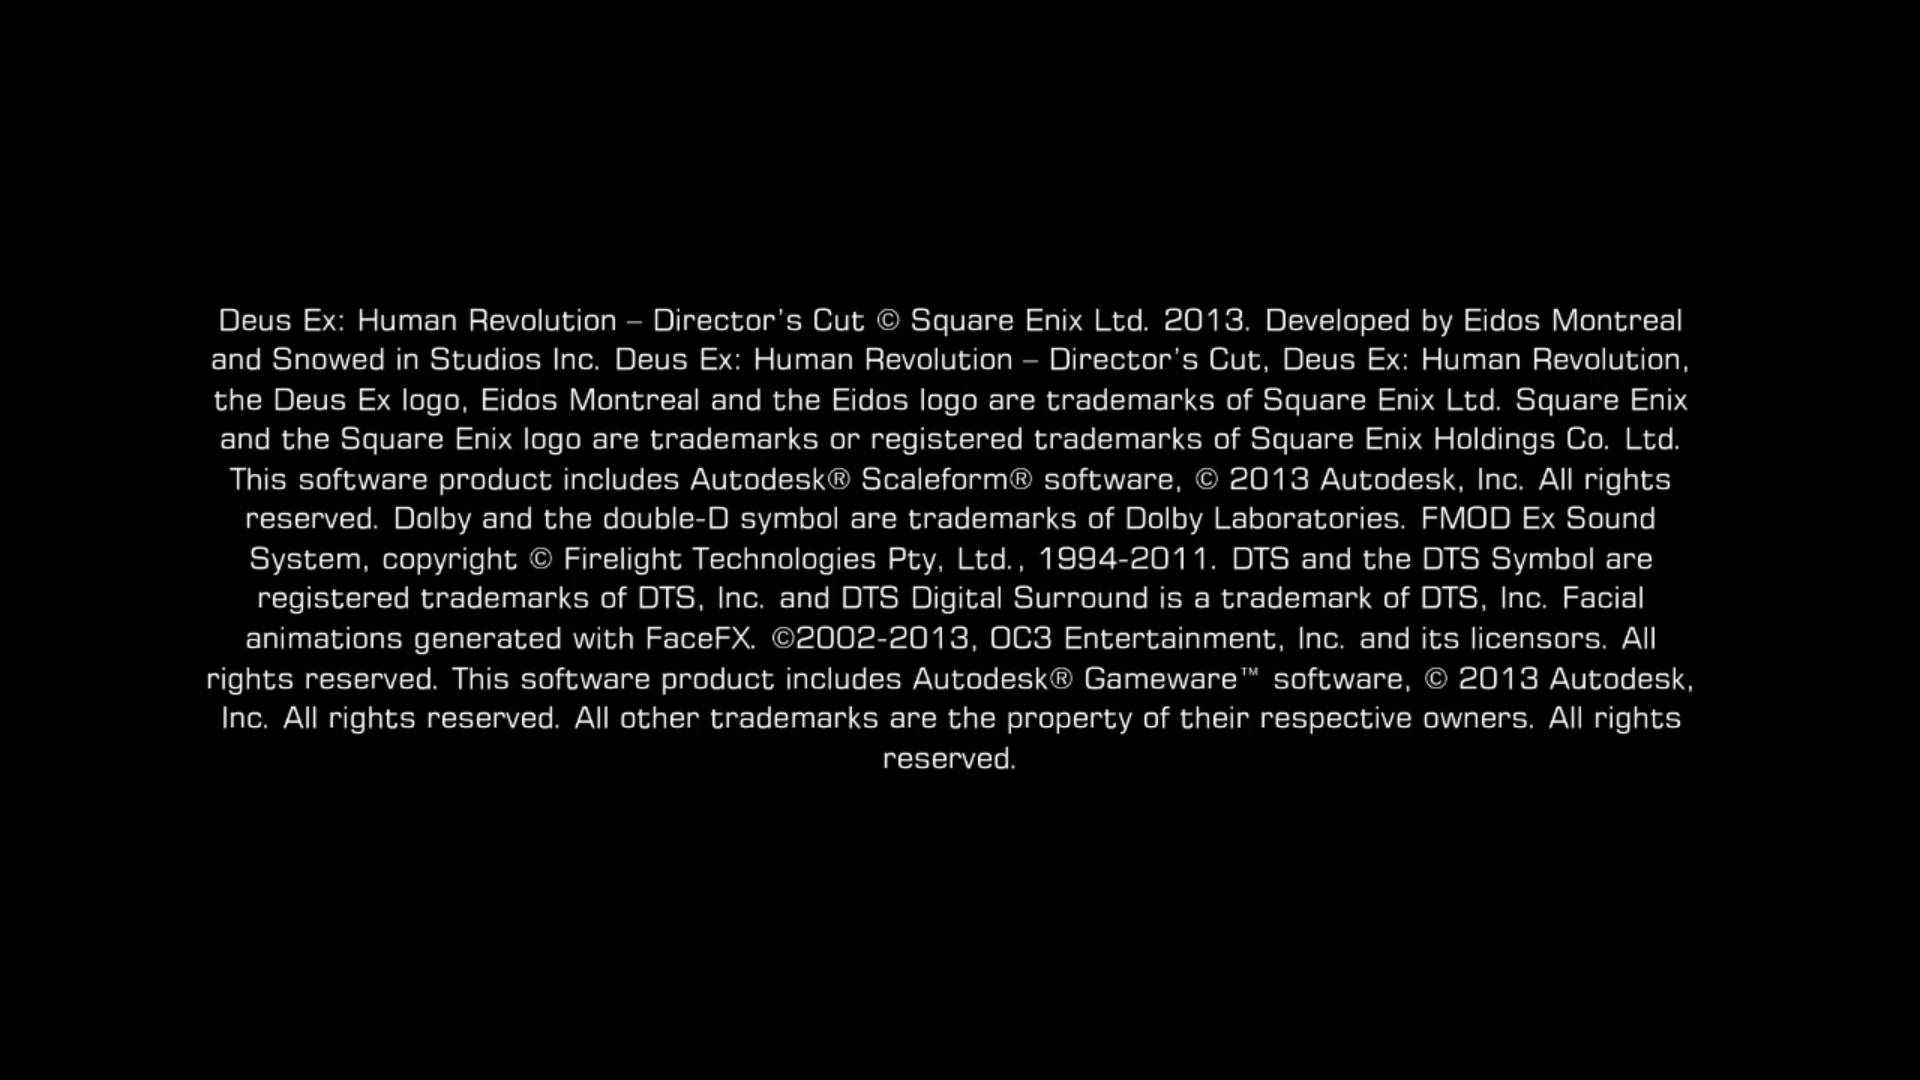 Deus Ex: Human Revolution – Director's Cut © Square Enix Ltd. 2013. Developed by Eidos Montreal
and Snowed in Studios Inc. Deus Ex: Human Revolution – Director's Cut, Deus Ex: Human Revolution,
the Deus Ex logo, Eidos Montreal and the Eidos logo are trademarks of Square Enix Ltd. Square Enix
and the Square Enix logo are trademarks or registered trademarks of Square Enix Holdings Co. Ltd.
This software product includes Autodesk® Scaleform® software, © 2013 Autodesk, Inc. All rights
reserved. Dolby and the double-D symbol are trademarks of Dolby Laboratories. FMOD Ex Sound
System, copyright © Firelight Technologies Pty, Ltd., 1994-2011. DTS and the DTS Symbol are
registered trademarks of DTS, Inc. and DTS Digital Surround is a trademark of DTS, Inc. Facial
animations generated with FaceFX. ©2002-2013, OC3 Entertainment, Inc. and its licensors. All
rights reserved. This software product includes Autodesk® Gameware™ software, © 2013 Autodesk,
Inc. All rights reserved. All other trademarks are the property of their respective owners. All rights
reserved.